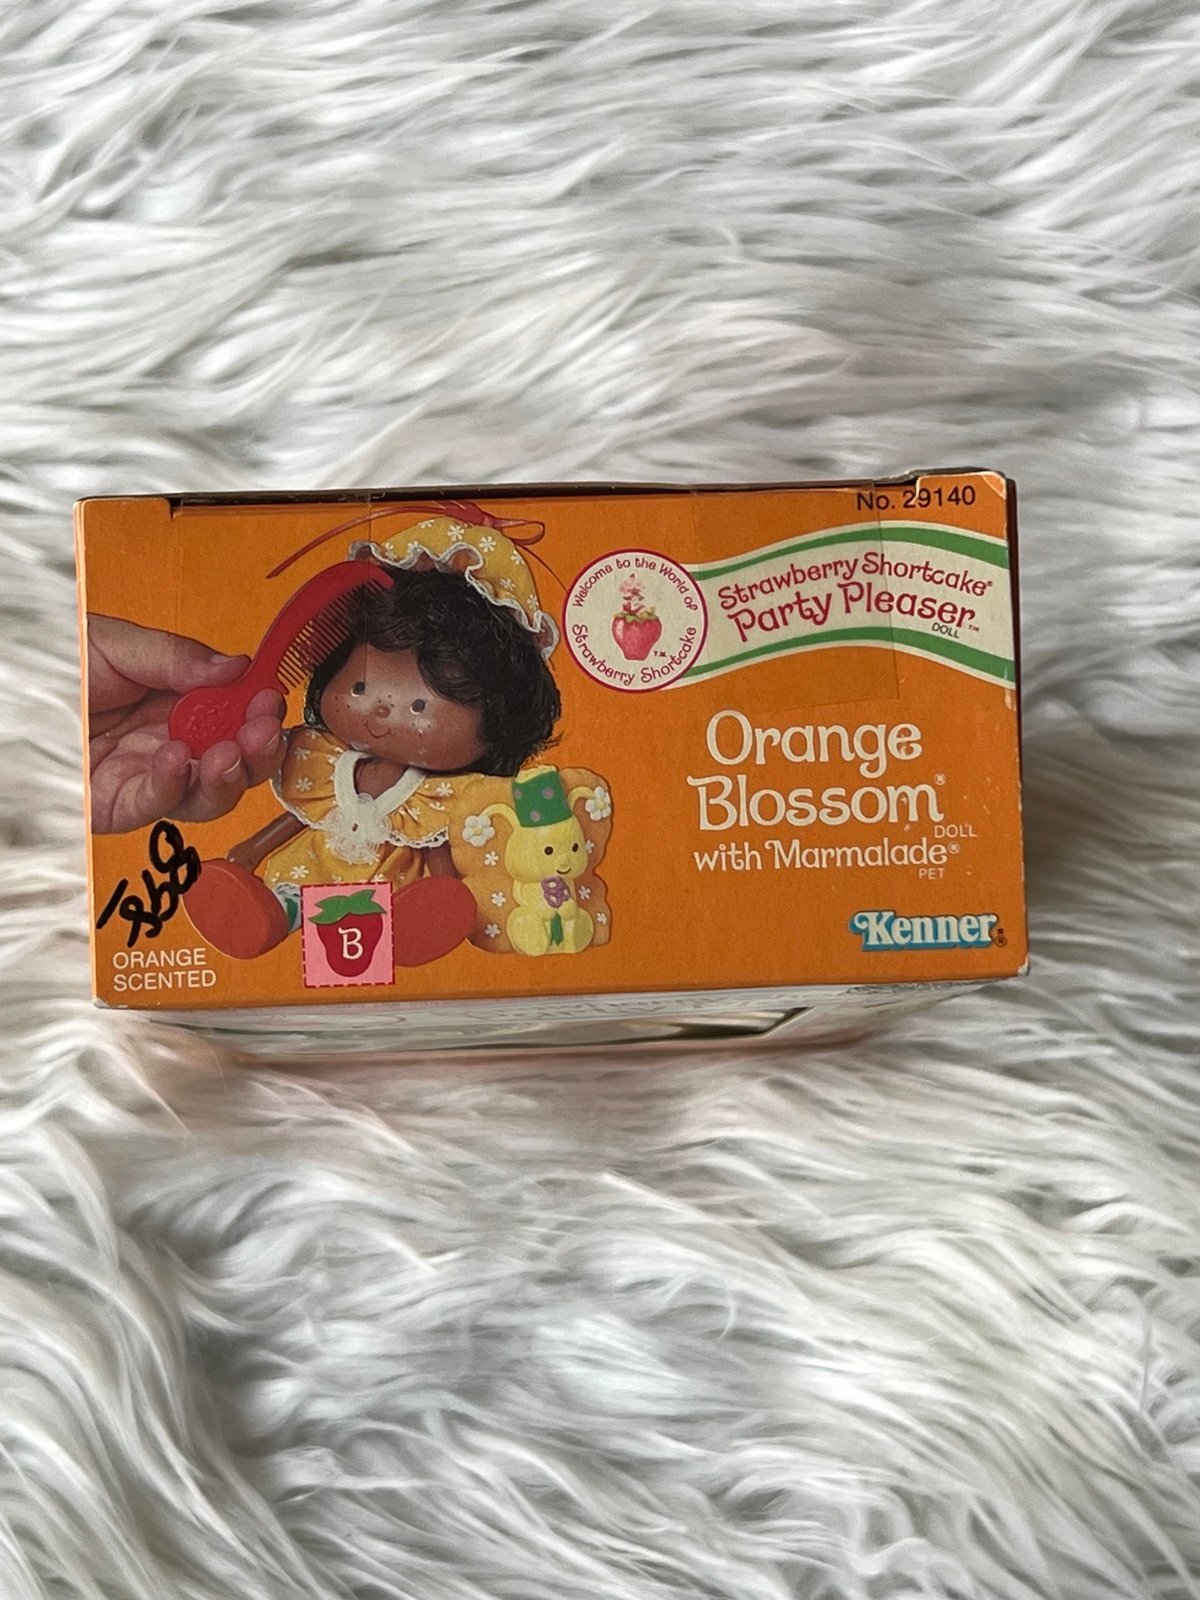 No. 29140
Welcome to the World of
Strawberry Shortcake
T.M.
Strawberry Shortcake®
Party Pleaser™
DOLL
Orange
Blossom®
DOLL
with Marmalade®
PET
Kenner®
B
ORANGE
SCENTED